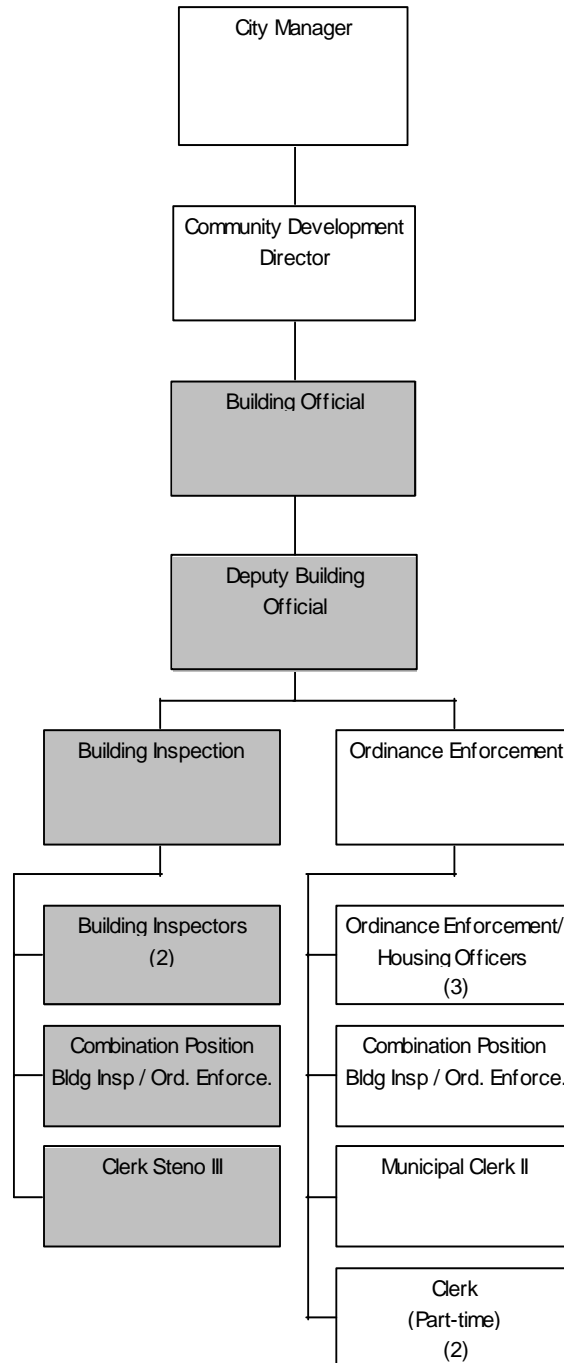 City Manager
Community Development
Director
Building Official
Deputy Building
Official
Building Inspection
Ordinance Enforcement
Building Inspectors
(2)
Ordinance Enforcement/
Housing Officers
(3)
Combination Position
Bldg Insp / Ord. Enforce.
Combination Position
Bldg Insp / Ord. Enforce.
Clerk Steno III
Municipal Clerk II
Clerk
(Part-time)
(2)